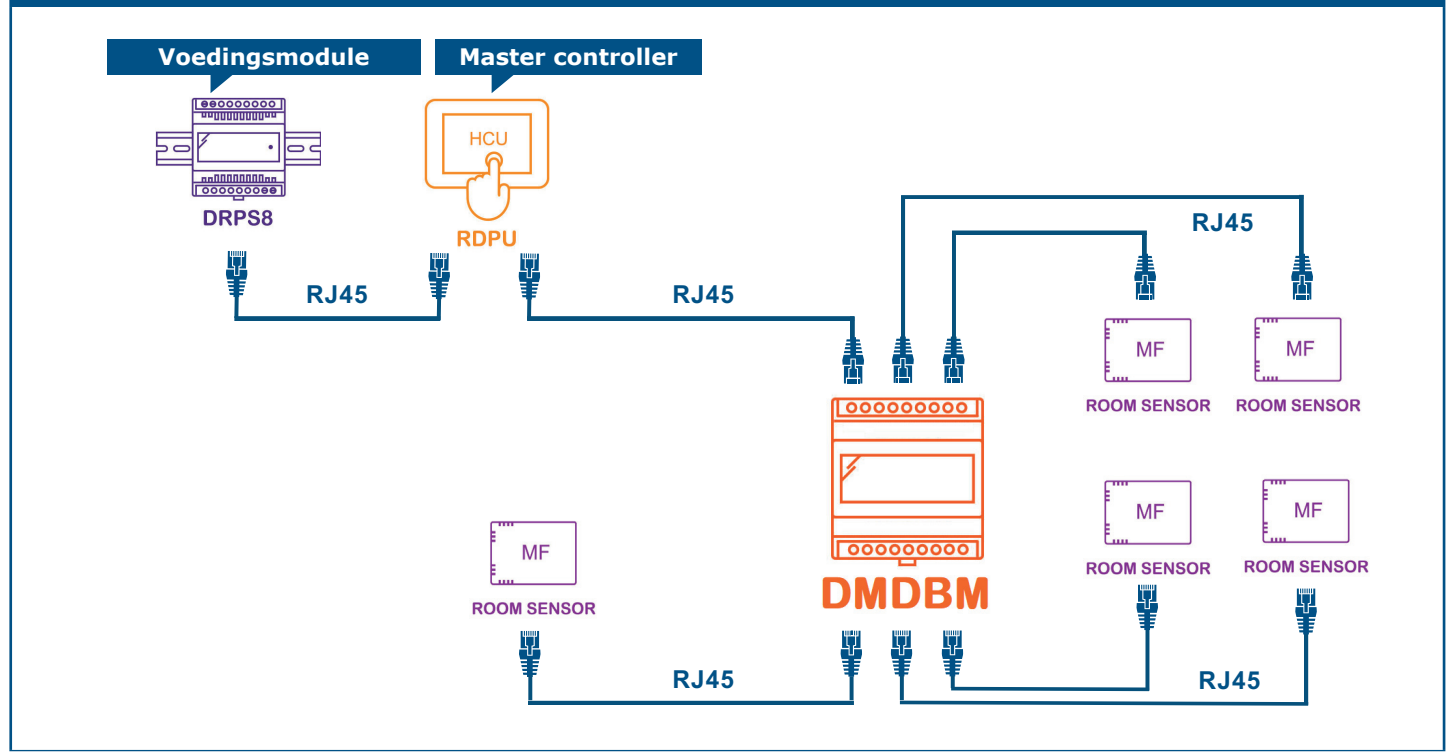 Voedingsmodule
Master controller
HCU
DRPS8
RDPU
RJ45
RJ45
RJ45
MF
MF
ROOM SENSOR
ROOM SENSOR
MF
MF
ROOM SENSOR
ROOM SENSOR
MF
ROOM SENSOR
DMDBM
RJ45
RJ45